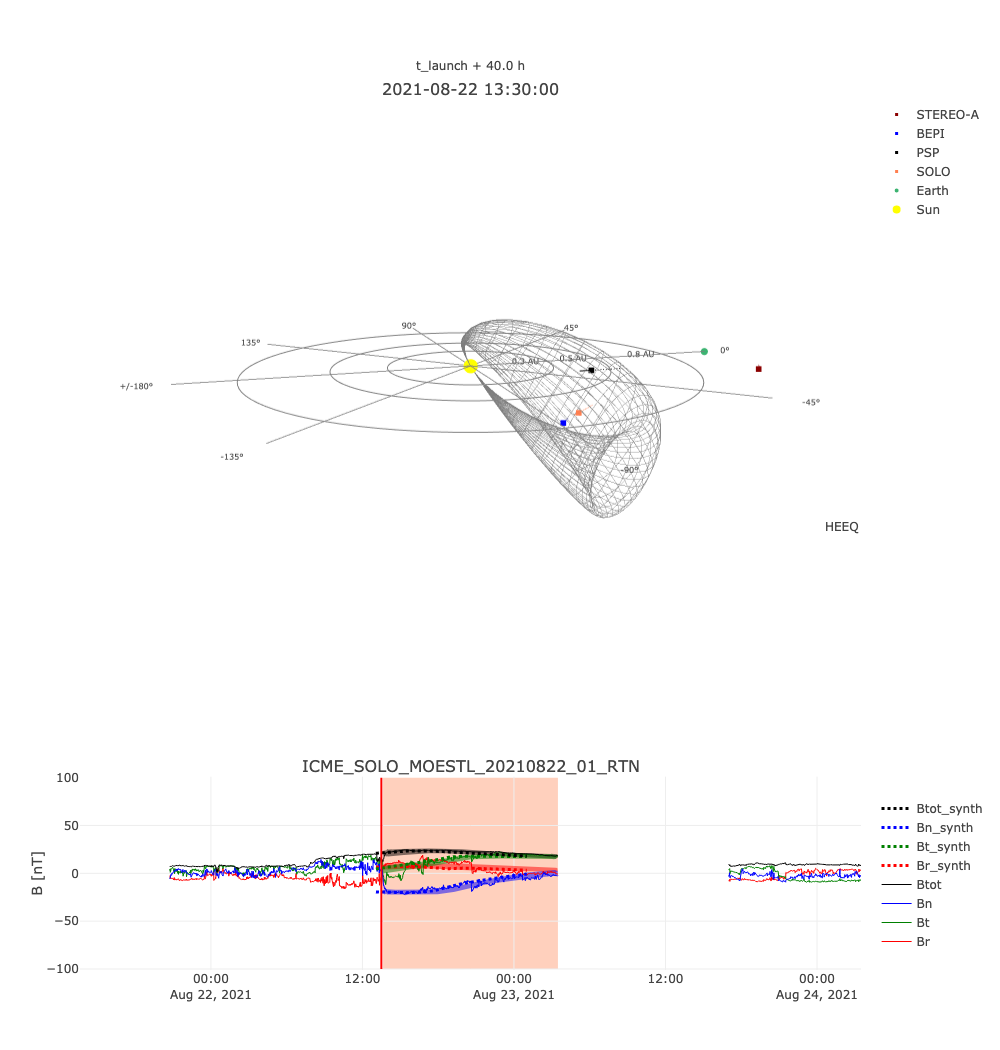 t_launch + 40.0 h
2021-08-22 13:30:00
STEREO-A
BEPI
PSP
SOLO
Earth
Sun
90°
45°
135°
0.3 AU
0.5 AU
0.8 AU
0°
+/-180°
-45°
-135°
-90°
HEEQ
ICME_SOLO_MOESTL_20210822_01_RTN
B [nT]
100
50
0
−50
−100
00:00
Aug 22, 2021
12:00
00:00
Aug 23, 2021
12:00
00:00
Aug 24, 2021
Btot_synth
Bn_synth
Bt_synth
Br_synth
Btot
Bn
Bt
Br